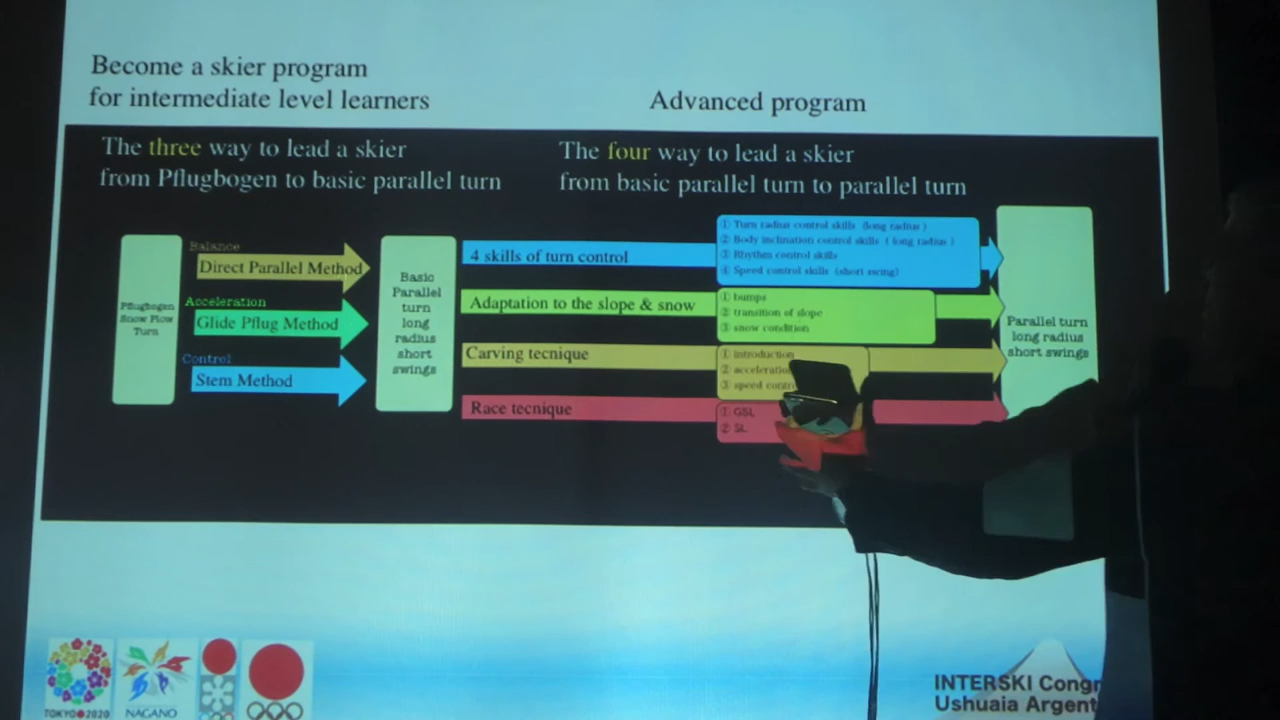 Become a skier program
for intermediate level learners
Advanced program
The three way to lead a skier
from Pflugbogen to basic parallel turn
The four way to lead a skier
from basic parallel turn to parallel turn
Pflugbogen
Snow Plow
Turn
Balance
Direct Parallel Method
Acceleration
Glide Pflug Method
Control
Stem Method
Basic
Parallel
turn
long
radius
short
swings
4 skills of turn control
① Turn radius control skills (long radius )
② Body inclination control skills ( long radius )
③ Rhythm control skills
④ Speed control skills (short swing)
Adaptation to the slope & snow
① bumps
② transition of slope
③ snow condition
Carving tecnique
① introduction
② acceleratio
③ speed contr
Race tecnique
① GSL
② SL
Parallel turn
long radius
short swings
TOKYO 2020
NAGANO
INTERSKI Congr
Ushuaia Argent